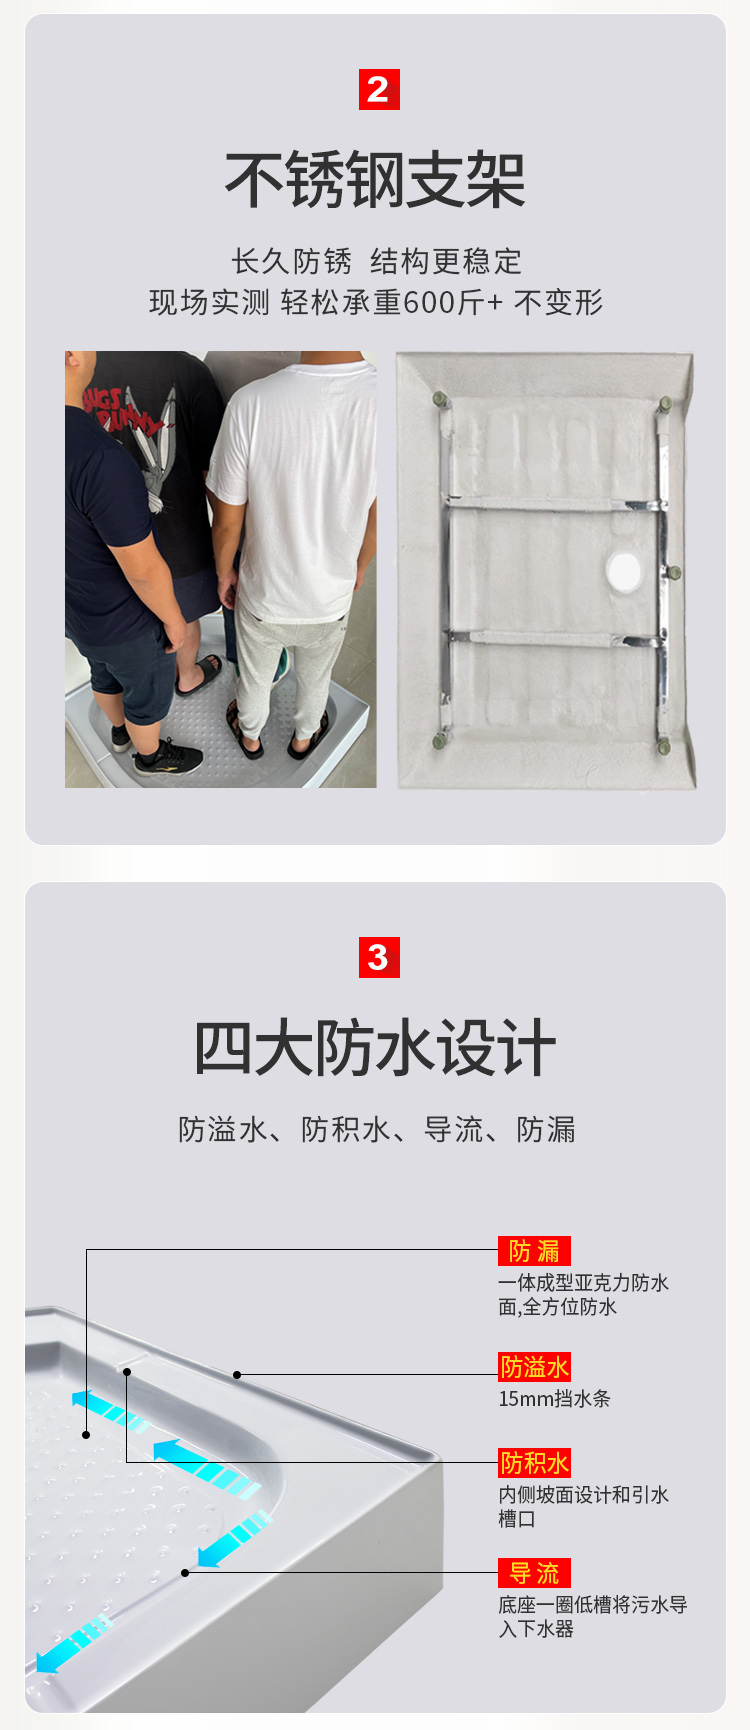 2
不锈钢支架
长久防锈 结构更稳定
现场实测 轻松承重600斤+ 不变形
BUGS
BUNNY
3
四大防水设计
防溢水、防积水、导流、防漏
防漏
一体成型亚克力防水
面,全方位防水
防溢水
15mm挡水条
防积水
内侧坡面设计和引水
槽口
导流
底座一圈低槽将污水导
入下水器